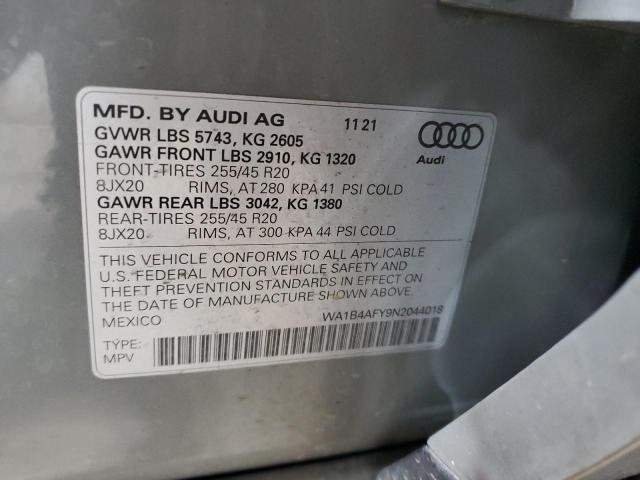 MFD. BY AUDI AG
11 21
GVWR LBS 5743, KG 2605
GAWR FRONT LBS 2910, KG 1320
FRONT-TIRES 255/45 R20
8JX20 RIMS, AT 280 KPA 41 PSI COLD
GAWR REAR LBS 3042, KG 1380
REAR-TIRES 255/45 R20
8JX20 RIMS, AT 300 KPA 44 PSI COLD
Audi
THIS VEHICLE CONFORMS TO ALL APPLICABLE
U.S. FEDERAL MOTOR VEHICLE SAFETY AND
THEFT PREVENTION STANDARDS IN EFFECT ON
THE DATE OF MANUFACTURE SHOWN ABOVE.
MEXICO WA1B4AFY9N2044018
TYPE:
MPV